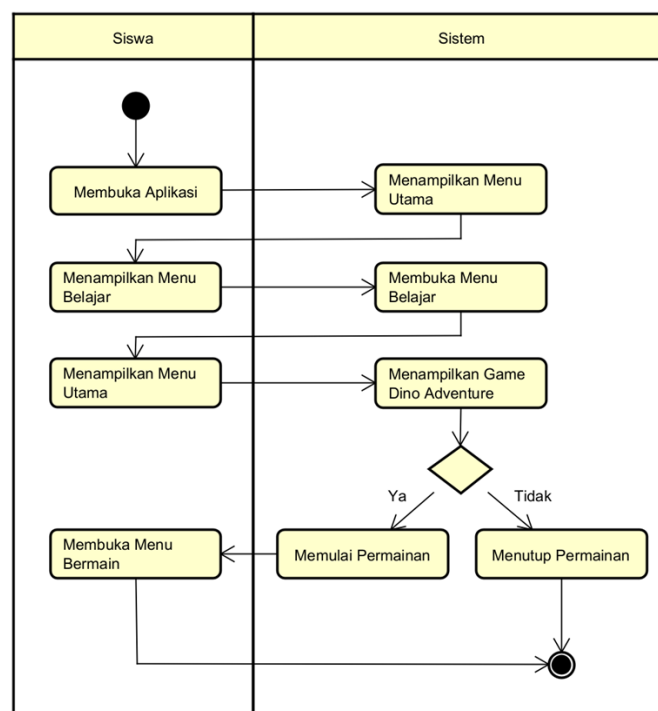 Siswa
Sistem
Membuka Aplikasi
Menampilkan Menu
Utama
Menampilkan Menu
Belajar
Membuka Menu
Belajar
Menampilkan Menu
Utama
Menampilkan Game
Dino Adventure
Ya
Tidak
Membuka Menu
Bermain
Memulai Permainan
Menutup Permainan